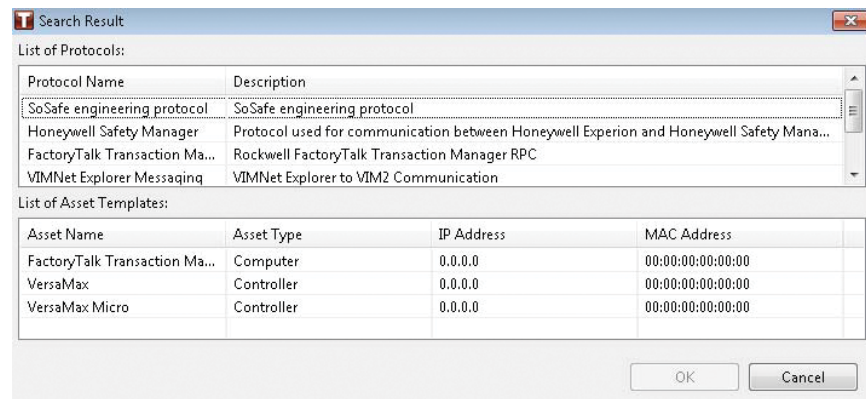 Search Result
List of Protocols:
Protocol Name Description
SoSafe engineering protocol SoSafe engineering protocol
Honeywell Safety Manager Protocol used for communication between Honeywell Experion and Honeywell Safety Mana...
FactoryTalk Transaction Ma... Rockwell FactoryTalk Transaction Manager RPC
VIMNet Explorer Messaging VIMNet Explorer to VIM2 Communication
List of Asset Templates:
Asset Name Asset Type IP Address MAC Address
FactoryTalk Transaction Ma... Computer 0.0.0.0 00:00:00:00:00:00
VersaMax Controller 0.0.0.0 00:00:00:00:00:00
VersaMax Micro Controller 0.0.0.0 00:00:00:00:00:00
OK Cancel